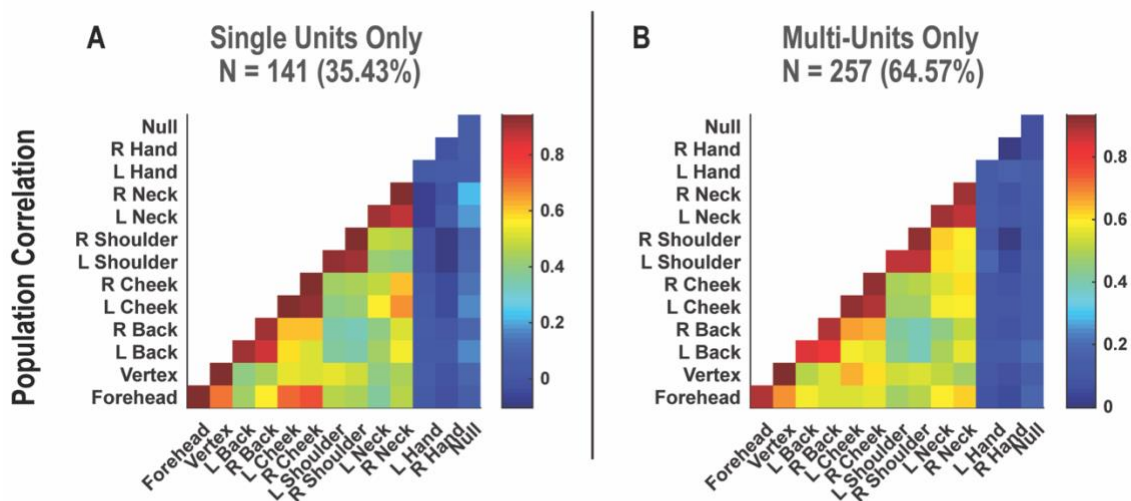 A
Single Units Only
N = 141 (35.43%)
B
Multi-Units Only
N = 257 (64.57%)
Population Correlation
Null
R Hand
L Hand
R Neck
L Neck
R Shoulder
L Shoulder
R Cheek
L Cheek
R Back
L Back
Vertex
Forehead
Forehead
Vertex
L Back
R Back
L Cheek
R Cheek
L Shoulder
R Shoulder
L Neck
R Neck
L Hand
R Hand
Null
0.8
0.6
0.4
0.2
0
Null
R Hand
L Hand
R Neck
L Neck
R Shoulder
L Shoulder
R Cheek
L Cheek
R Back
L Back
Vertex
Forehead
Forehead
Vertex
L Back
R Back
L Cheek
R Cheek
L Shoulder
R Shoulder
L Neck
R Neck
L Hand
R Hand
Null
0.8
0.6
0.4
0.2
0